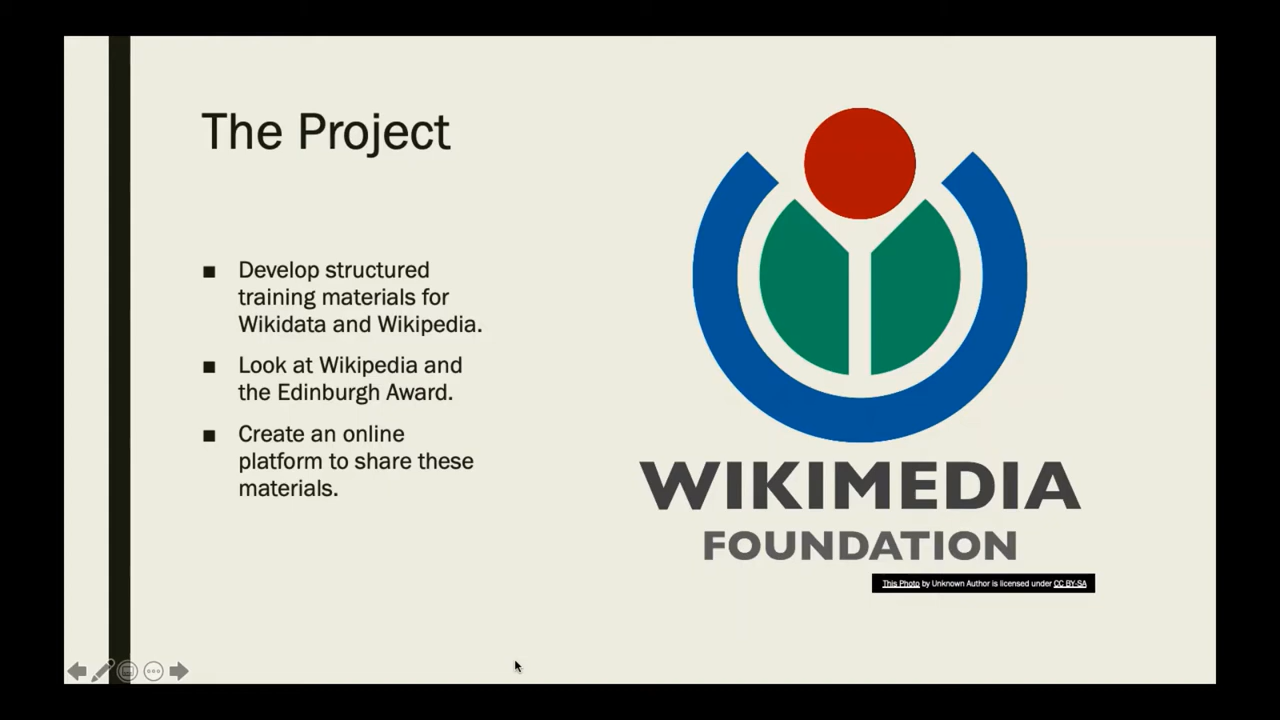 The Project
■ Develop structured
training materials for
Wikidata and Wikipedia.
■ Look at Wikipedia and
the Edinburgh Award.
■ Create an online
platform to share these
materials.
WIKIMEDIA
FOUNDATION
This Photo by Unknown Author is licensed under CC BY-SA